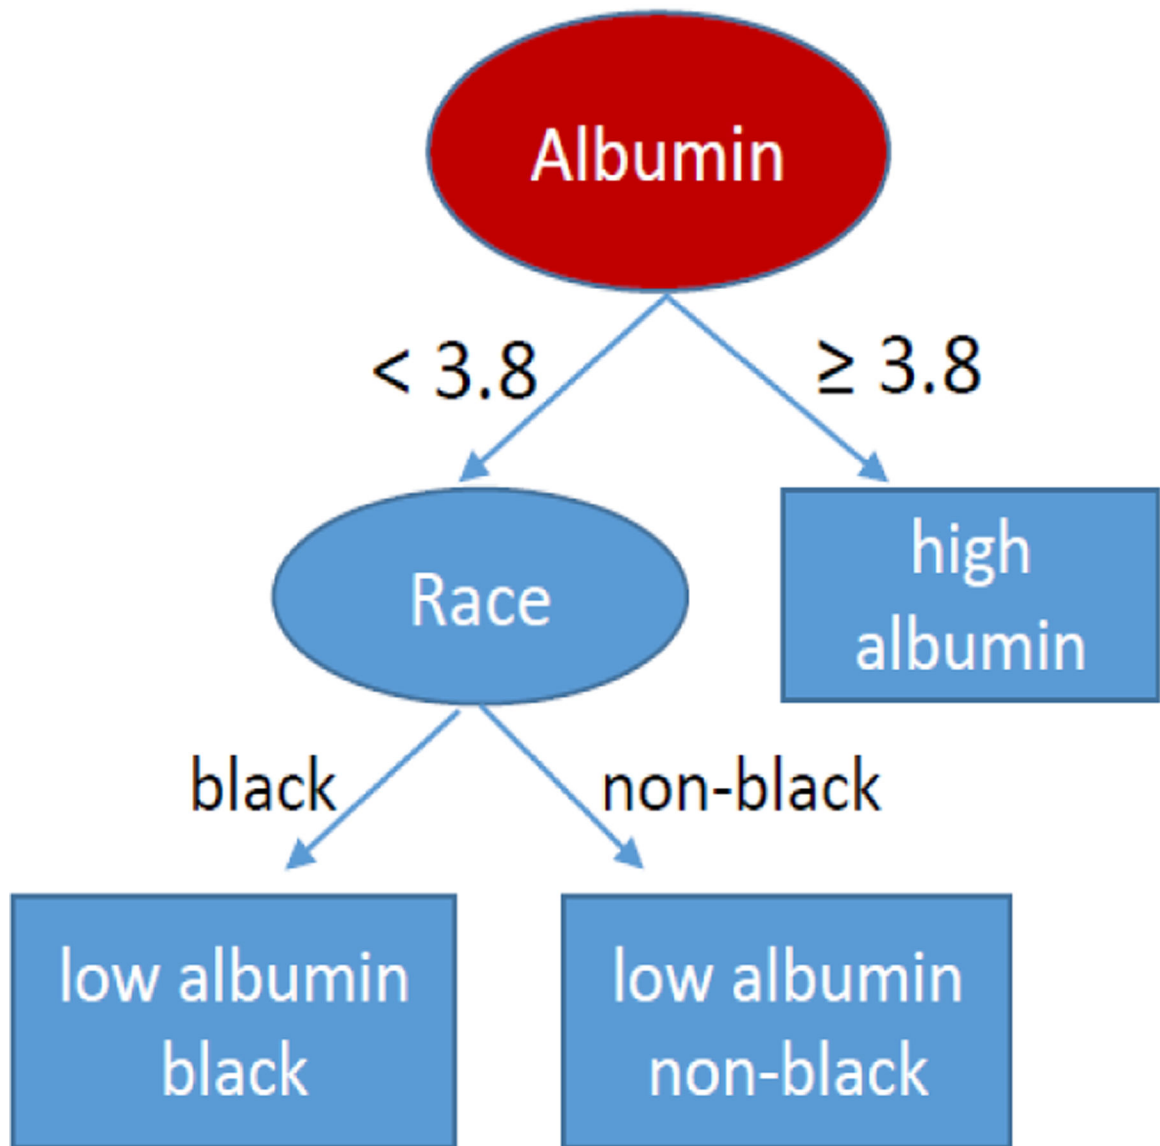 Albumin
< 3.8
≥ 3.8
Race
high
albumin
black
non-black
low albumin
black
low albumin
non-black